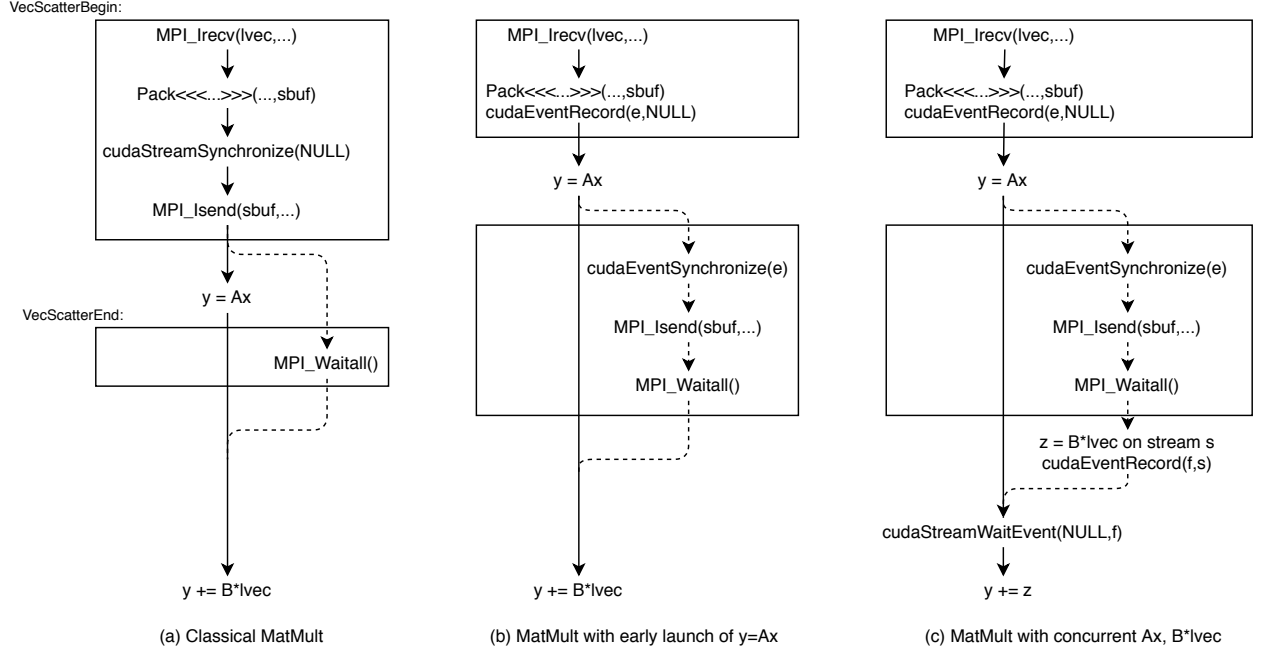 VecScatterBegin:
MPI_Irecv(lvec,...)
Pack<<<...>>>(...,sbuf)
cudaStreamSynchronize(NULL)
MPI_Isend(sbuf,...)
y = Ax
VecScatterEnd:
MPI_Waitall()
y += B*lvec
(a) Classical MatMult
MPI_Irecv(lvec,...)
Pack<<<...>>>(...,sbuf)
cudaEventRecord(e,NULL)
y = Ax
cudaEventSynchronize(e)
MPI_Isend(sbuf,...)
MPI_Waitall()
y += B*lvec
(b) MatMult with early launch of y=Ax
MPI_Irecv(lvec,...)
Pack<<<...>>>(...,sbuf)
cudaEventRecord(e,NULL)
y = Ax
cudaEventSynchronize(e)
MPI_Isend(sbuf,...)
MPI_Waitall()
z = B*lvec on stream s
cudaEventRecord(f,s)
cudaStreamWaitEvent(NULL,f)
y += z
(c) MatMult with concurrent Ax, B*lvec